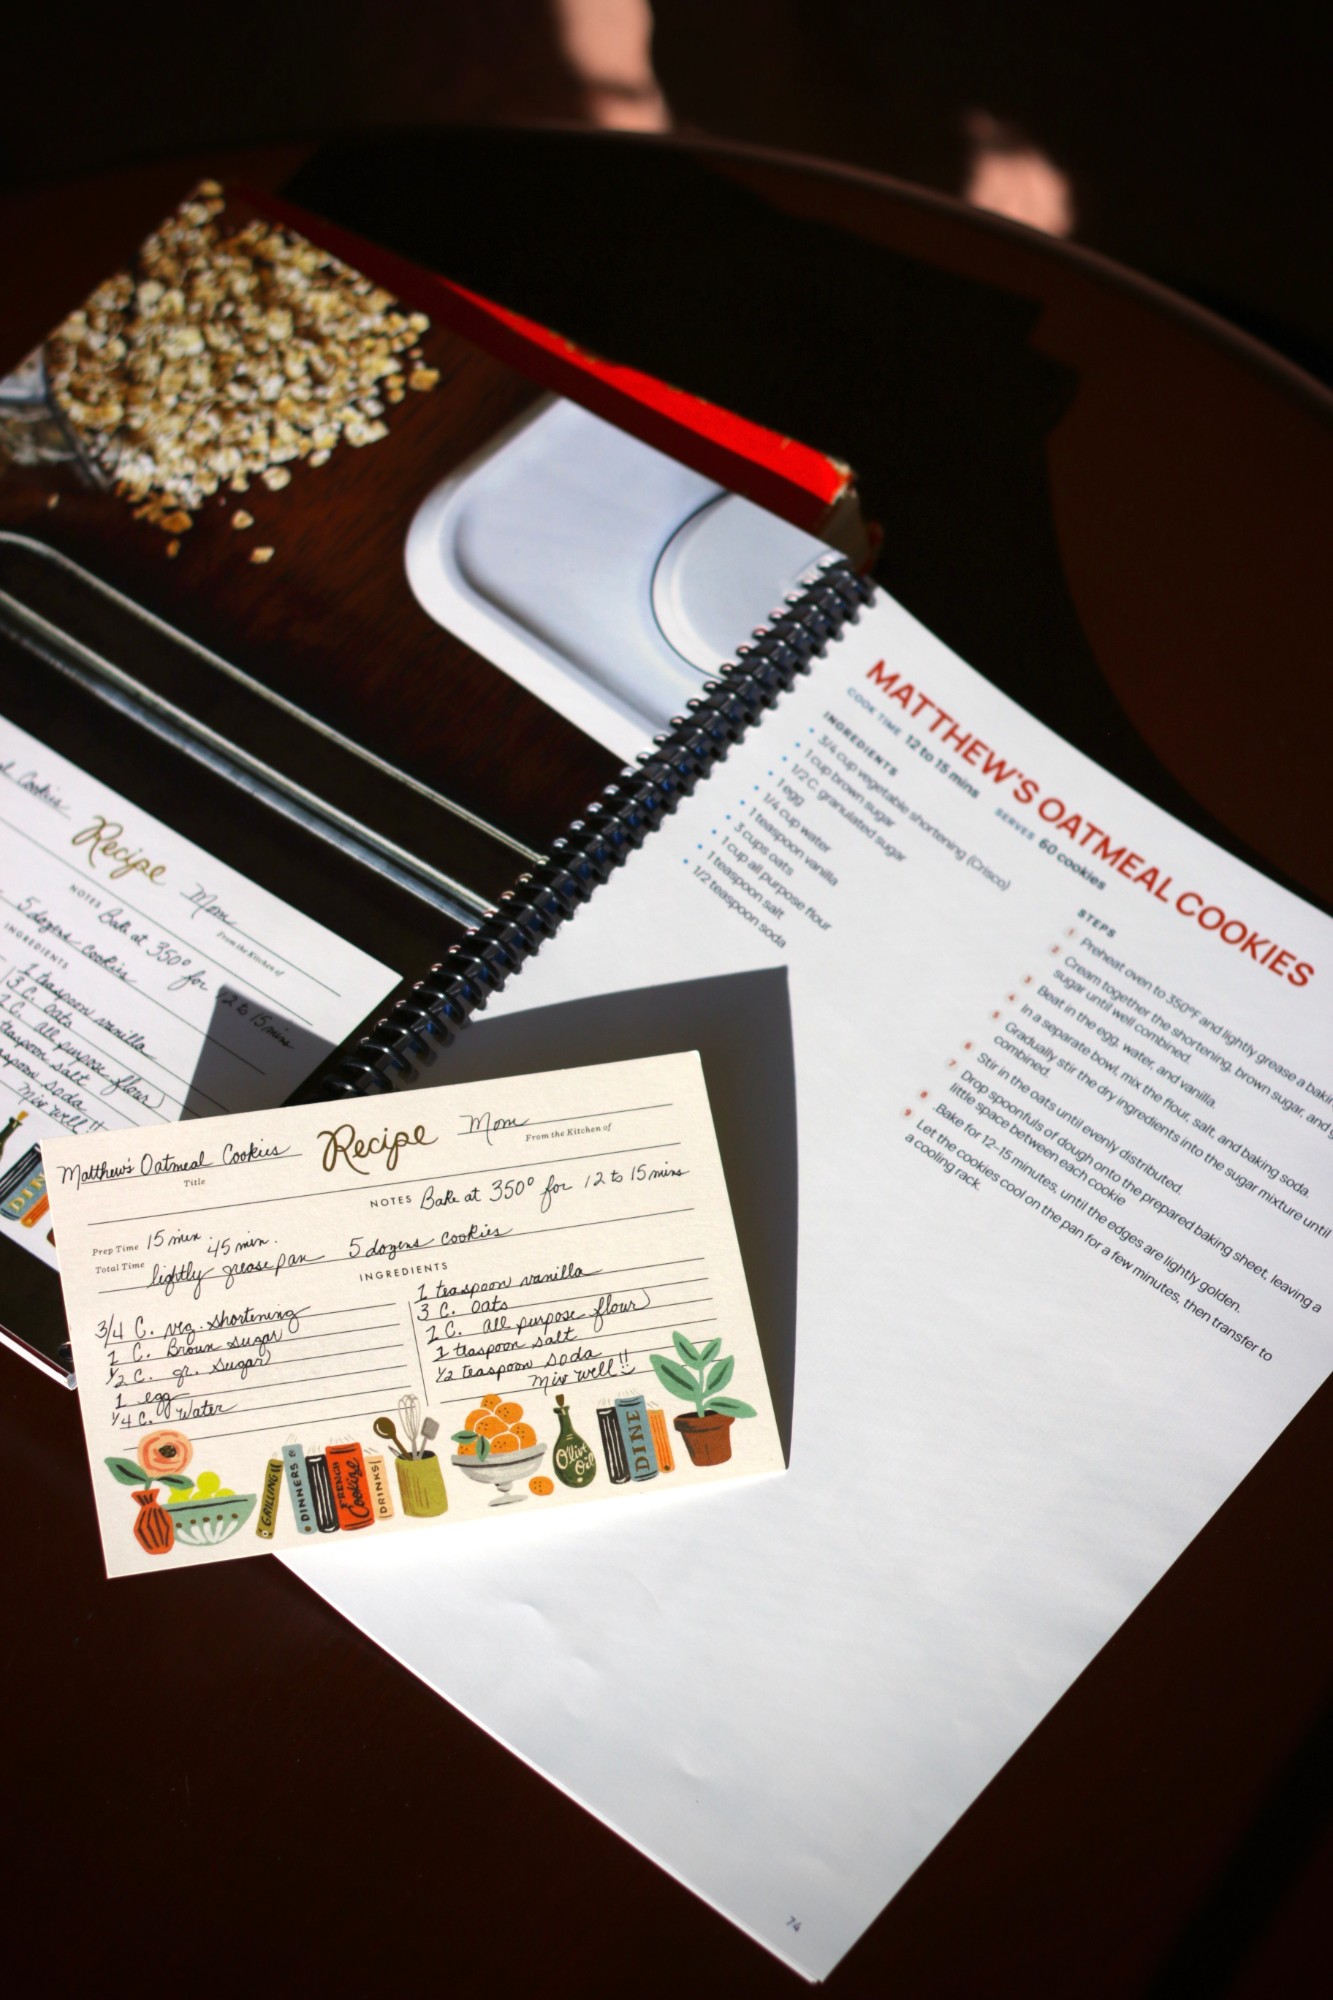 MATTHEW'S OATMEAL COOKIES
COOK TIME 12 to 15 mins SERVES 60 cookies
INGREDIENTS
3/4 cup vegetable shortening (Crisco)
1 cup brown sugar
1/2 C. granulated sugar
1 egg
1/4 cup water
1 teaspoon vanilla
3 cups oats
1 cup all purpose flour
1 teaspoon salt
1/2 teaspoon soda
STEPS
1 Preheat oven to 350°F and lightly grease a
2 Cream together the shortening, brown sugar, and
sugar until well combined.
3 Beat in the egg, water, and vanilla.
4 In a separate bowl, mix the flour, salt, and baking soda.
5 Gradually stir the dry ingredients into the sugar mixture until
combined.
6 Stir in the oats until evenly distributed.
7 Drop spoonfuls of dough onto the prepared baking sheet, leaving a
little space between each cookie
8 Bake for 12-15 minutes, until the edges are lightly golden.
9 Let the cookies cool on the pan for a few minutes, then transfer to
a cooling rack.
74
Cookies
Recipe
Mom
From the Kitchen of
NOTES Bake at 350° for 12 to 15 mins
5 dozens cookies
INGREDIENTS
1 teaspoon vanilla
3 C. oats
C. all purpose flour
teaspoon salt
teaspoon soda
Mix well!!
Matthew's Oatmeal Cookies
Title
Recipe
Mom
From the Kitchen of
NOTES Bake at 350° for 12 to 15 mins
Prep Time 15 min.
Total Time 45 min.
lightly grease pan 5 dozens cookies
INGREDIENTS
3/4 C. veg. shortening
1 C. Brown sugar
1/2 C. gr. sugar
1 egg
1/4 C. Water
1 teaspoon vanilla
3 C. oats
1 C. all purpose flour
1 teaspoon salt
1/2 teaspoon soda
Mix well!!
GRILLING
DINNERS
FRENCH Cooking
DRINKS
Olive Oil
DINE